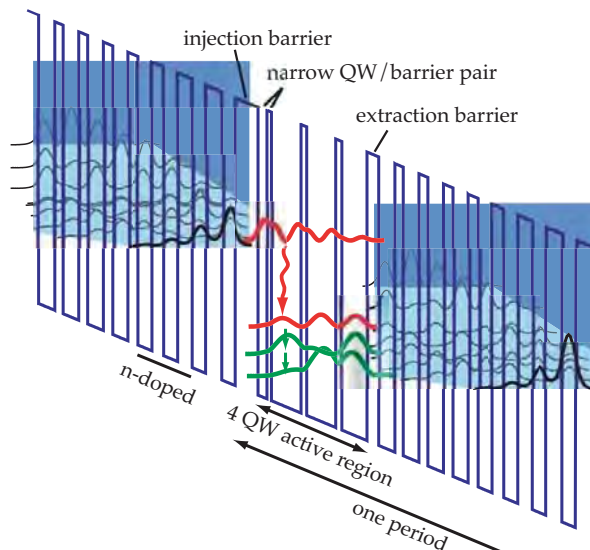 injection barrier
narrow QW/barrier pair
extraction barrier
n-doped
4 QW active region
one period